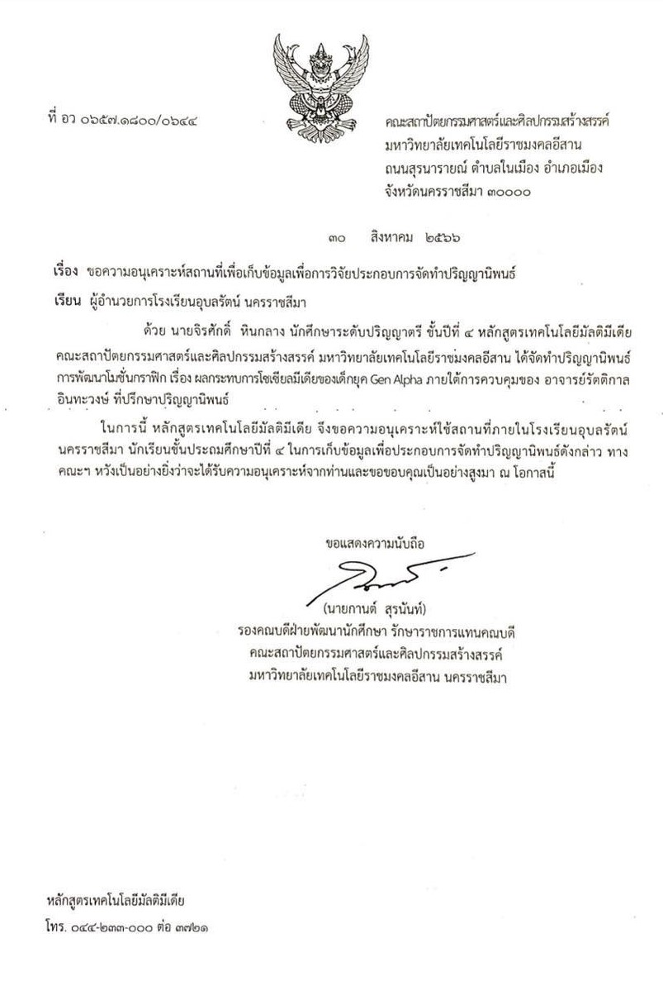 ที่ อว ๐๖๕๗.๑๘๐๐/๐๖๔๔
คณะสถาปัตยกรรมศาสตร์และศิลปกรรมสร้างสรรค์
มหาวิทยาลัยเทคโนโลยีราชมงคลอีสาน
ถนนสุรนารายณ์ ตำบลในเมือง อำเภอเมือง
จังหวัดนครราชสีมา ๓๐๐๐๐
๓๐ สิงหาคม ๒๕๖๖
เรื่อง ขอความอนุเคราะห์สถานที่เพื่อเก็บข้อมูลเพื่อการวิจัยประกอบการจัดทำปริญญานิพนธ์
เรียน ผู้อำนวยการโรงเรียนอุบลรัตน์ นครราชสีมา
ด้วย นายจิรศักดิ์ หินกลาง นักศึกษาระดับปริญญาตรี ชั้นปีที่ ๔ หลักสูตรเทคโนโลยีมัลติมีเดีย
คณะสถาปัตยกรรมศาสตร์และศิลปกรรมสร้างสรรค์ มหาวิทยาลัยเทคโนโลยีราชมงคลอีสาน ได้จัดทำปริญญานิพนธ์
การพัฒนาโมชั่นกราฟิก เรื่อง ผลกระทบการโซเชียลมีเดียของเด็กยุค Gen Alpha ภายใต้การควบคุมของ อาจารย์รัตติกาล
อินทะวงษ์ ที่ปรึกษาปริญญานิพนธ์
ในการนี้ หลักสูตรเทคโนโลยีมัลติมีเดีย จึงขอความอนุเคราะห์ใช้สถานที่ภายในโรงเรียนอุบลรัตน์
นครราชสีมา นักเรียนชั้นประถมศึกษาปีที่ ๔ ในการเก็บข้อมูลเพื่อประกอบการจัดทำปริญญานิพนธ์ดังกล่าว ทาง
คณะฯ หวังเป็นอย่างยิ่งว่าจะได้รับความอนุเคราะห์จากท่านและขอขอบคุณเป็นอย่างสูงมา ณ โอกาสนี้
ขอแสดงความนับถือ
(นายกานต์ สุรนันท์)
รองคณบดีฝ่ายพัฒนานักศึกษา รักษาราชการแทนคณบดี
คณะสถาปัตยกรรมศาสตร์และศิลปกรรมสร้างสรรค์
มหาวิทยาลัยเทคโนโลยีราชมงคลอีสาน นครราชสีมา
หลักสูตรเทคโนโลยีมัลติมีเดีย
โทร. ๐๔๔-๒๓๓-๐๐๐ ต่อ ๓๗๒๑